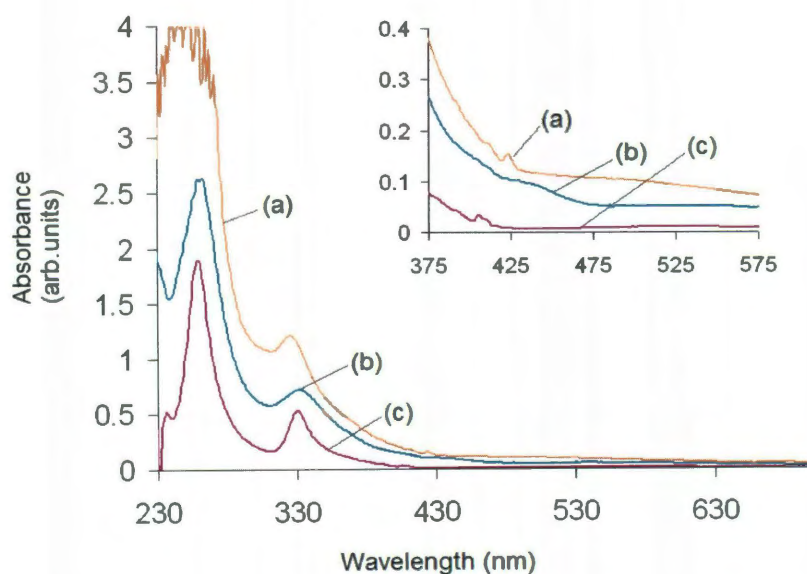 4
3.5
3
2.5
2
1.5
1
0.5
0
230 330 430 530 630
Absorbance
(arb.units)
Wavelength (nm)
(a)
(b)
(c)
0.4
0.3
0.2
0.1
0
375 425 475 525 575
(a)
(b)
(c)